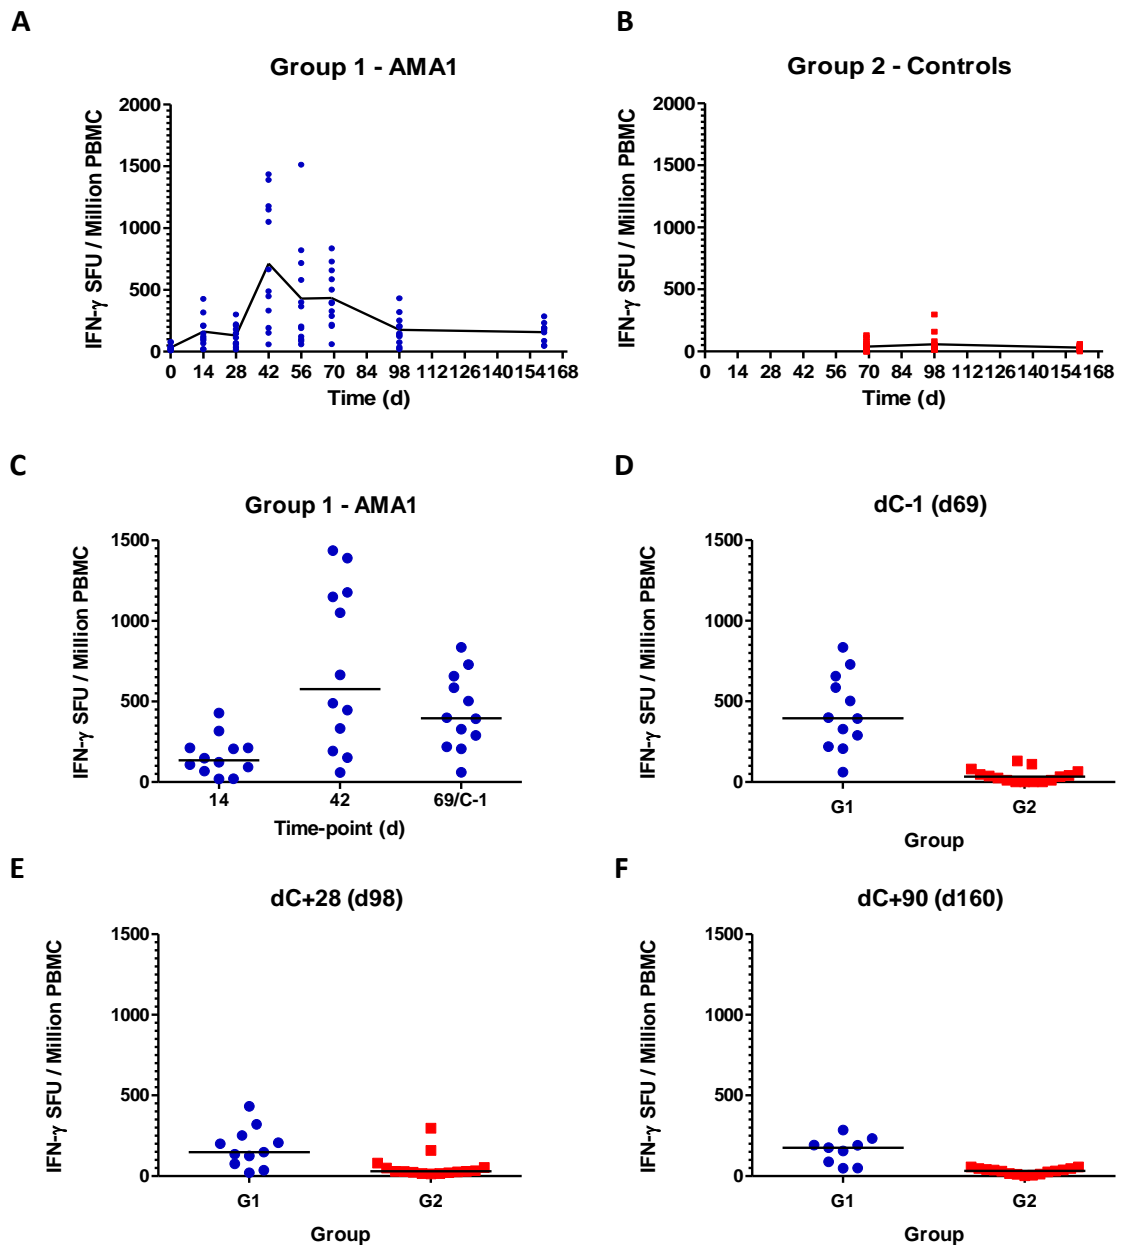 A
Group 1 - AMA1
IFN-γ SFU / Million PBMC
2000
1500
1000
500
0
0 14 28 42 56 70 84 98 112 126 140 154 168
Time (d)
B
Group 2 - Controls
IFN-γ SFU / Million PBMC
2000
1500
1000
500
0
0 14 28 42 56 70 84 98 112 126 140 154 168
Time (d)
C
Group 1 - AMA1
IFN-γ SFU / Million PBMC
1500
1000
500
0
14 42 69/C-1
Time-point (d)
D
dC-1 (d69)
IFN-γ SFU / Million PBMC
1500
1000
500
0
G1 G2
Group
E
dC+28 (d98)
IFN-γ SFU / Million PBMC
1500
1000
500
0
G1 G2
Group
F
dC+90 (d160)
IFN-γ SFU / Million PBMC
1500
1000
500
0
G1 G2
Group